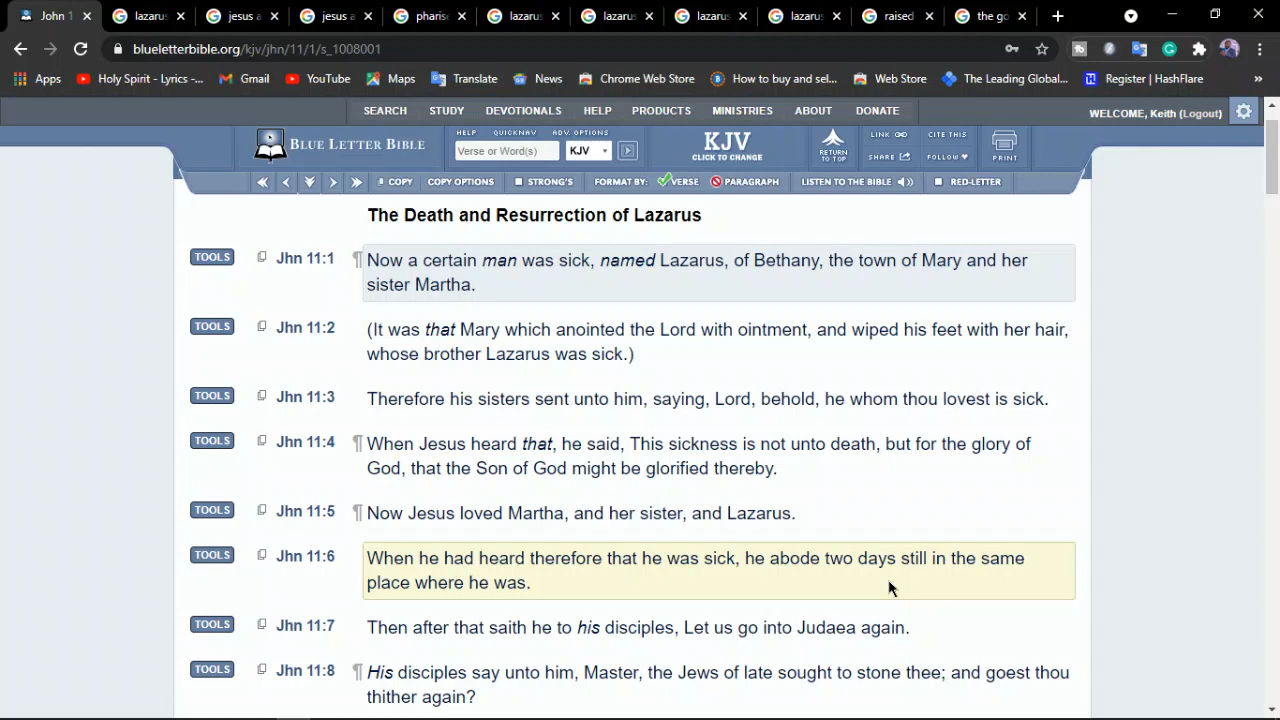 John 1 lazarus jesus a jesus a pharise lazarus lazarus lazarus lazarus raised the go
blueletterbible.org/kjv/jhn/11/1/s_1008001
Apps Holy Spirit - Lyrics -... Gmail YouTube Maps Translate News Chrome Web Store How to buy and sel... Web Store The Leading Global... Register | HashFlare »
SEARCH STUDY DEVOTIONALS HELP PRODUCTS MINISTRIES ABOUT DONATE WELCOME, Keith (Logout)
HELP QUICKNAV ADV. OPTIONS
BLUE LETTER BIBLE Verse or Word(s) KJV
KJV
CLICK TO CHANGE
RETURN
TO TOP
LINK CITE THIS
SHARE FOLLOW PRINT
COPY COPY OPTIONS STRONG'S FORMAT BY: VERSE PARAGRAPH LISTEN TO THE BIBLE RED-LETTER
The Death and Resurrection of Lazarus
TOOLS Jhn 11:1 ¶ Now a certain man was sick, named Lazarus, of Bethany, the town of Mary and her
sister Martha.
TOOLS Jhn 11:2 (It was that Mary which anointed the Lord with ointment, and wiped his feet with her hair,
whose brother Lazarus was sick.)
TOOLS Jhn 11:3 Therefore his sisters sent unto him, saying, Lord, behold, he whom thou lovest is sick.
TOOLS Jhn 11:4 ¶ When Jesus heard that, he said, This sickness is not unto death, but for the glory of
God, that the Son of God might be glorified thereby.
TOOLS Jhn 11:5 ¶ Now Jesus loved Martha, and her sister, and Lazarus.
TOOLS Jhn 11:6 When he had heard therefore that he was sick, he abode two days still in the same
place where he was.
TOOLS Jhn 11:7 Then after that saith he to his disciples, Let us go into Judaea again.
TOOLS Jhn 11:8 ¶ His disciples say unto him, Master, the Jews of late sought to stone thee; and goest thou
thither again?